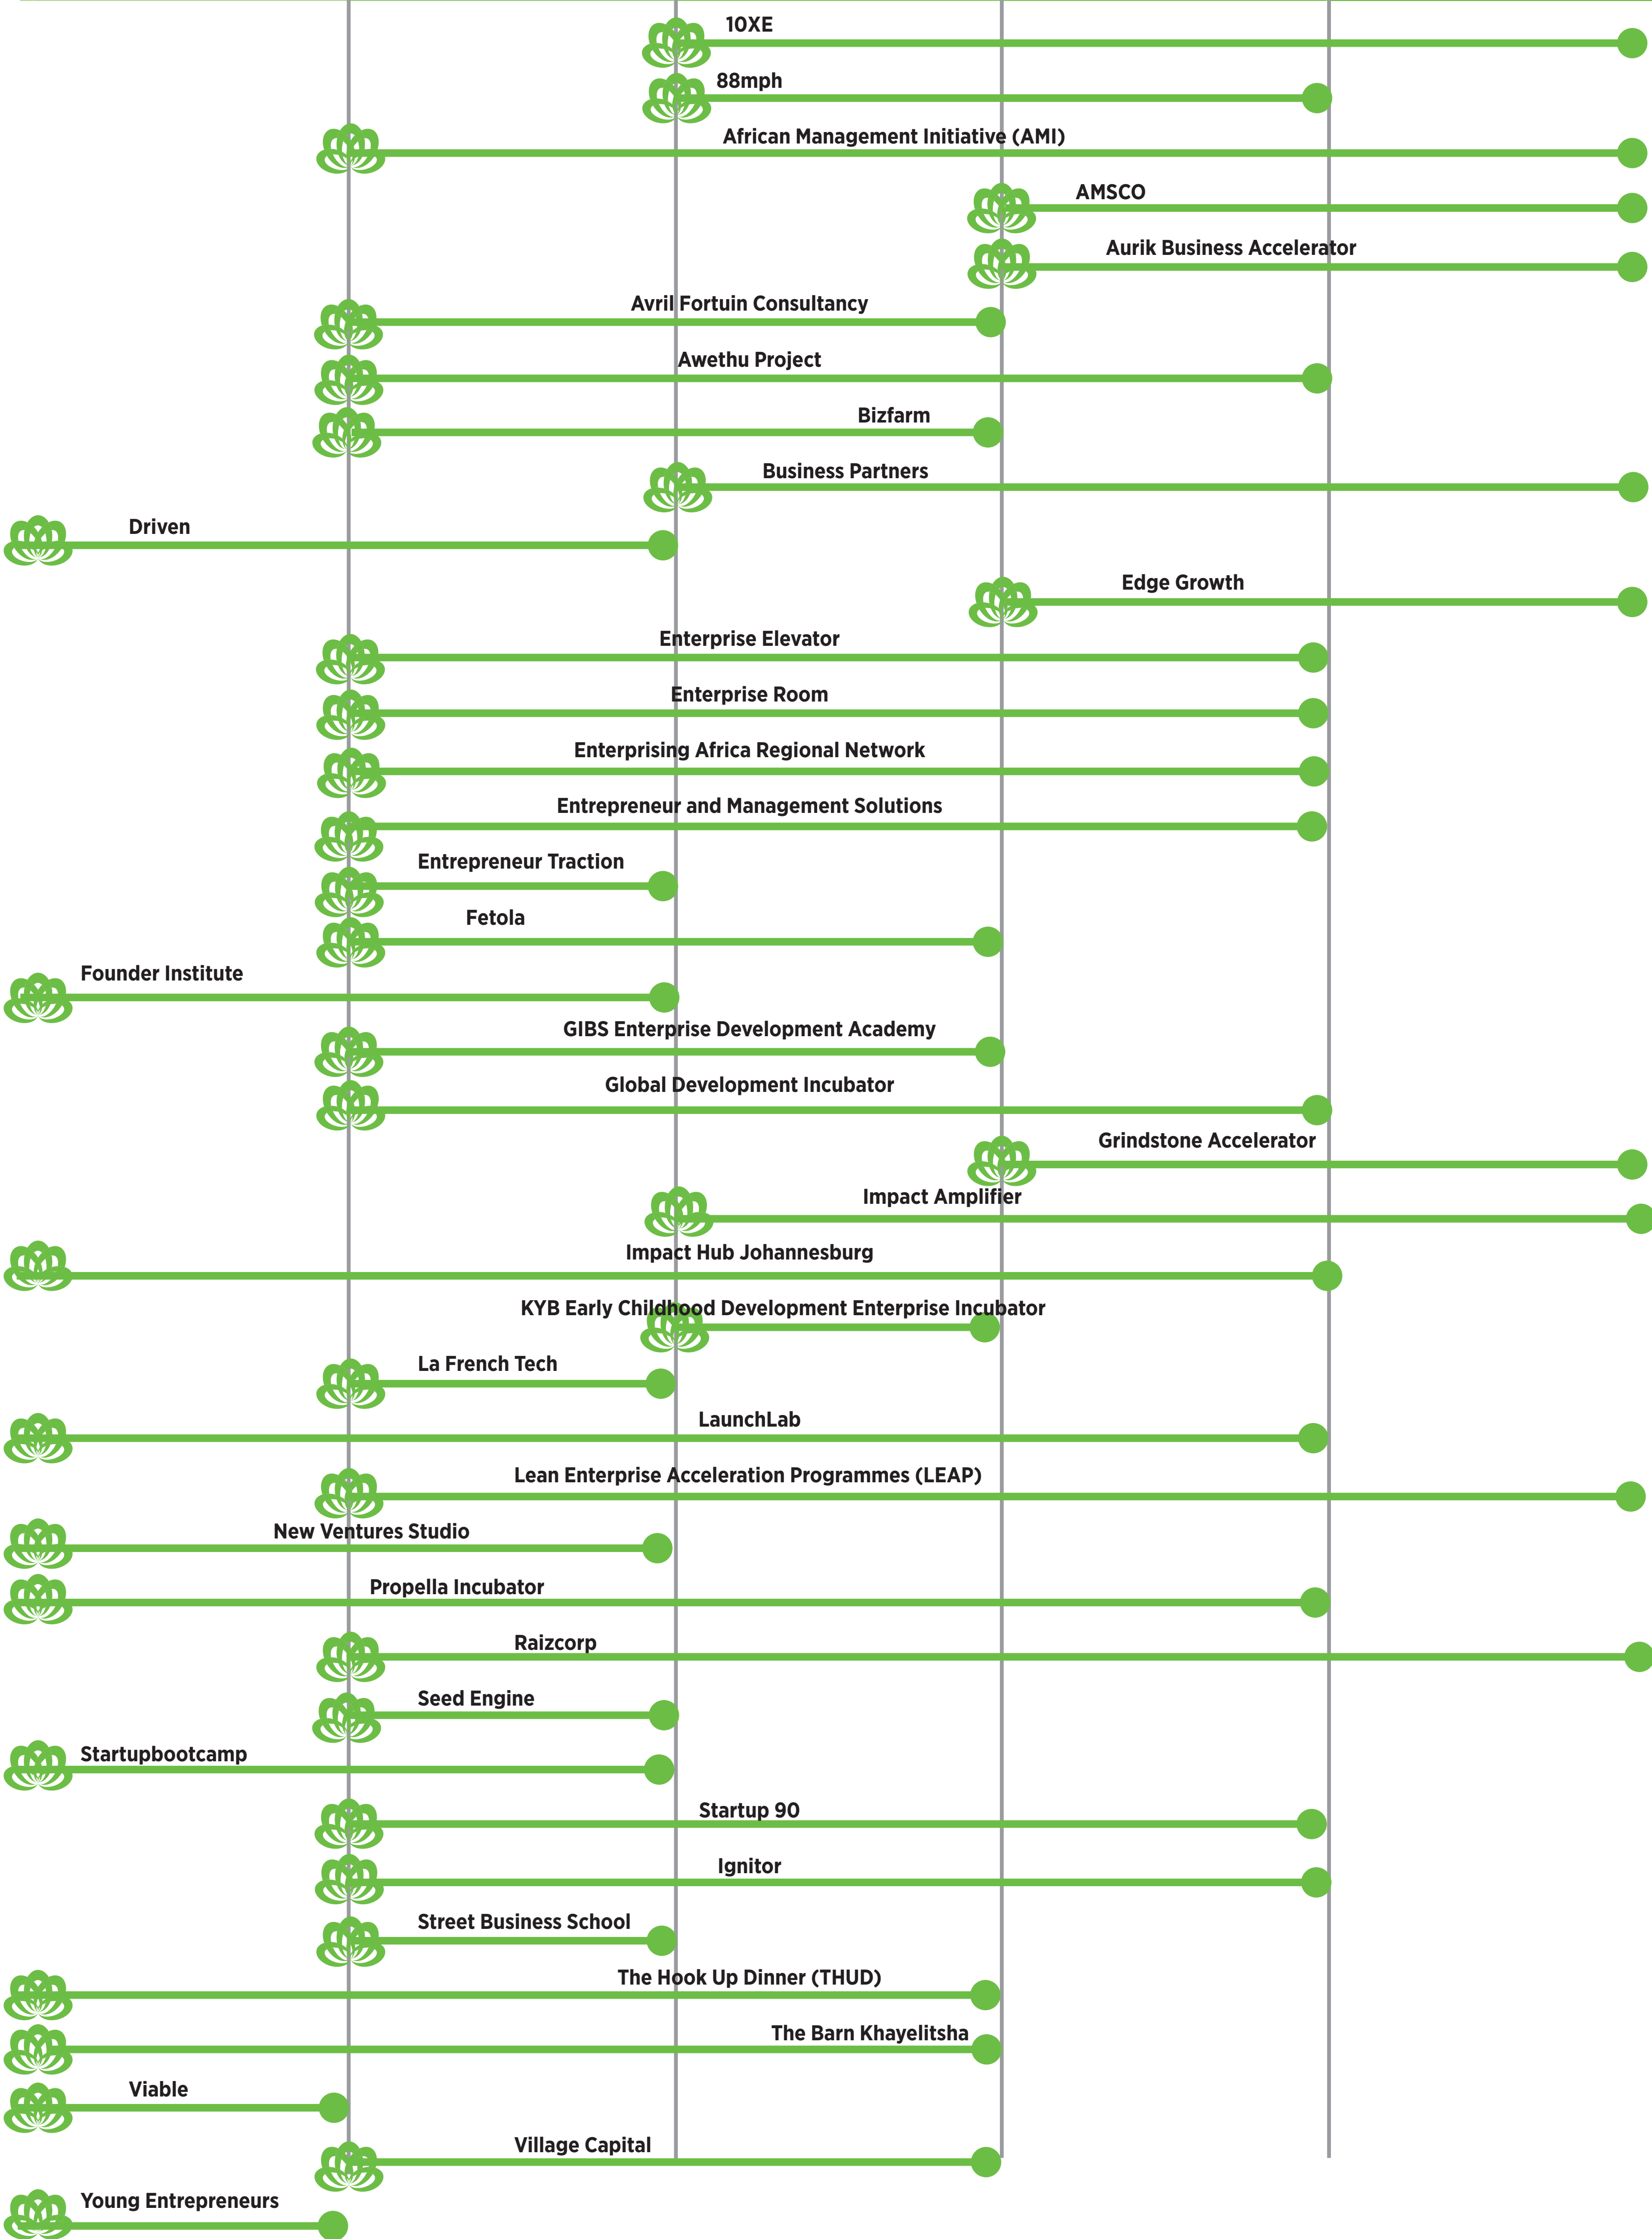 10XE
88mph
African Management Initiative (AMI)
AMSCO
Aurik Business Accelerator
Avril Fortuin Consultancy
Awethu Project
Bizfarm
Business Partners
Driven
Edge Growth
Enterprise Elevator
Enterprise Room
Enterprising Africa Regional Network
Entrepreneur and Management Solutions
Entrepreneur Traction
Fetola
Founder Institute
GIBS Enterprise Development Academy
Global Development Incubator
Grindstone Accelerator
Impact Amplifier
Impact Hub Johannesburg
KYB Early Childhood Development Enterprise Incubator
La French Tech
LaunchLab
Lean Enterprise Acceleration Programmes (LEAP)
New Ventures Studio
Propella Incubator
Raizcorp
Seed Engine
Startupbootcamp
Startup 90
Ignitor
Street Business School
The Hook Up Dinner (THUD)
The Barn Khayelitsha
Viable
Village Capital
Young Entrepreneurs